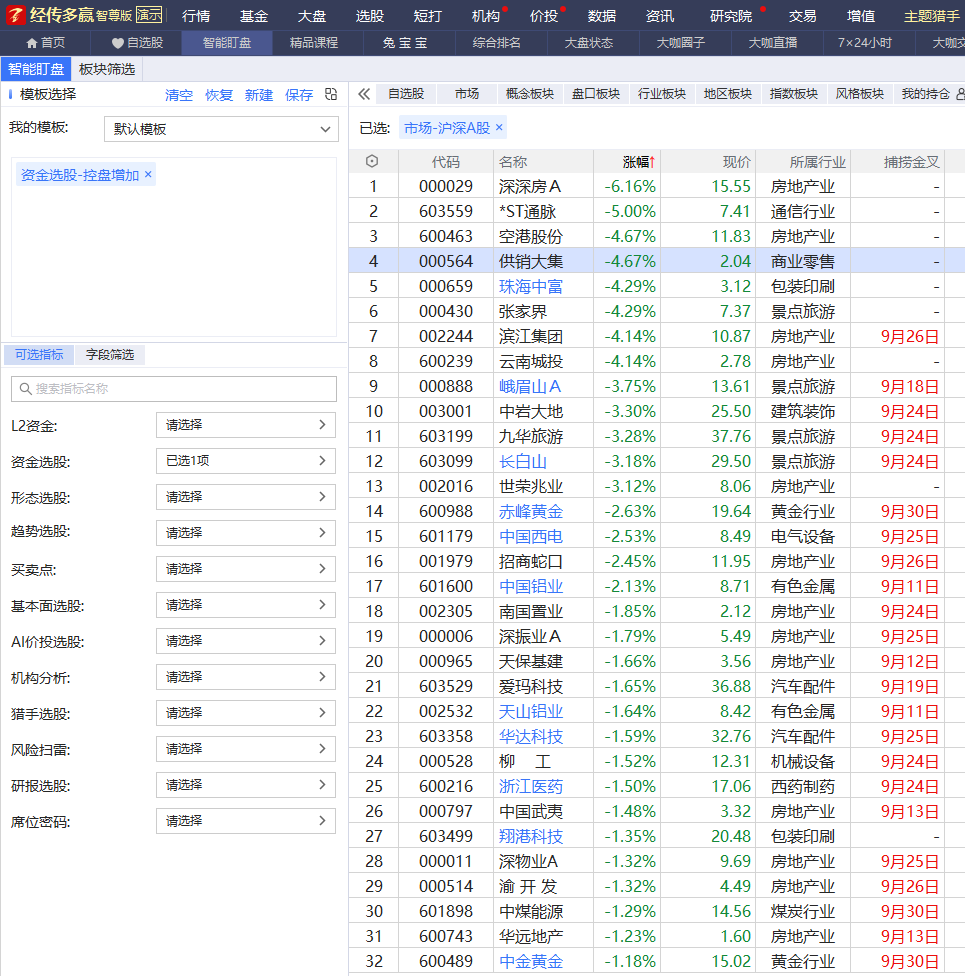 经传多赢 智尊版 演示 行情 基金 大盘 选股 短打 机构 价投 数据 资讯 研究院 交易 增值 主题猎手
首页 自选股 智能盯盘 精品课程 兔 宝 宝 综合排名 大盘状态 大咖圈子 大咖直播 7×24小时 大咖交
智能盯盘 板块筛选
模板选择 清空 恢复 新建 保存
我的模板: 默认模板
资金选股-控盘增加 ×
可选指标 字段筛选
搜索指标名称
L2资金: 请选择
资金选股: 已选1项
形态选股: 请选择
趋势选股: 请选择
买卖点: 请选择
基本面选股: 请选择
AI价投选股: 请选择
机构分析: 请选择
猎手选股: 请选择
风险扫雷: 请选择
研报选股: 请选择
席位密码: 请选择
自选股 市场 概念板块 盘口板块 行业板块 地区板块 指数板块 风格板块 我的持仓
已选: 市场-沪深A股 ×
代码 名称 涨幅↑ 现价 所属行业 捕捞金叉
1 000029 深深房A -6.16% 15.55 房地产业 -
2 603559 *ST通脉 -5.00% 7.41 通信行业 -
3 600463 空港股份 -4.67% 11.83 房地产业 -
4 000564 供销大集 -4.67% 2.04 商业零售 -
5 000659 珠海中富 -4.29% 3.12 包装印刷 -
6 000430 张家界 -4.29% 7.37 景点旅游 -
7 002244 滨江集团 -4.14% 10.87 房地产业 9月26日
8 600239 云南城投 -4.14% 2.78 房地产业 -
9 000888 峨眉山A -3.75% 13.61 景点旅游 9月18日
10 003001 中岩大地 -3.30% 25.50 建筑装饰 9月24日
11 603199 九华旅游 -3.28% 37.76 景点旅游 9月24日
12 603099 长白山 -3.18% 29.50 景点旅游 9月24日
13 002016 世荣兆业 -3.12% 8.06 房地产业 -
14 600988 赤峰黄金 -2.63% 19.64 黄金行业 9月30日
15 601179 中国西电 -2.53% 8.49 电气设备 9月25日
16 001979 招商蛇口 -2.45% 11.95 房地产业 9月26日
17 601600 中国铝业 -2.13% 8.71 有色金属 9月11日
18 002305 南国置业 -1.85% 2.12 房地产业 9月24日
19 000006 深振业A -1.79% 5.49 房地产业 9月25日
20 000965 天保基建 -1.66% 3.56 房地产业 9月12日
21 603529 爱玛科技 -1.65% 36.88 汽车配件 9月19日
22 002532 天山铝业 -1.64% 8.42 有色金属 9月11日
23 603358 华达科技 -1.59% 32.76 汽车配件 9月25日
24 000528 柳 工 -1.52% 12.31 机械设备 9月24日
25 600216 浙江医药 -1.50% 17.06 西药制药 9月24日
26 000797 中国武夷 -1.48% 3.32 房地产业 9月13日
27 603499 翔港科技 -1.35% 20.48 包装印刷 -
28 000011 深物业A -1.32% 9.69 房地产业 9月25日
29 000514 渝 开 发 -1.32% 4.49 房地产业 9月26日
30 601898 中煤能源 -1.29% 14.56 煤炭行业 9月30日
31 600743 华远地产 -1.23% 1.60 房地产业 9月13日
32 600489 中金黄金 -1.18% 15.02 黄金行业 9月30日